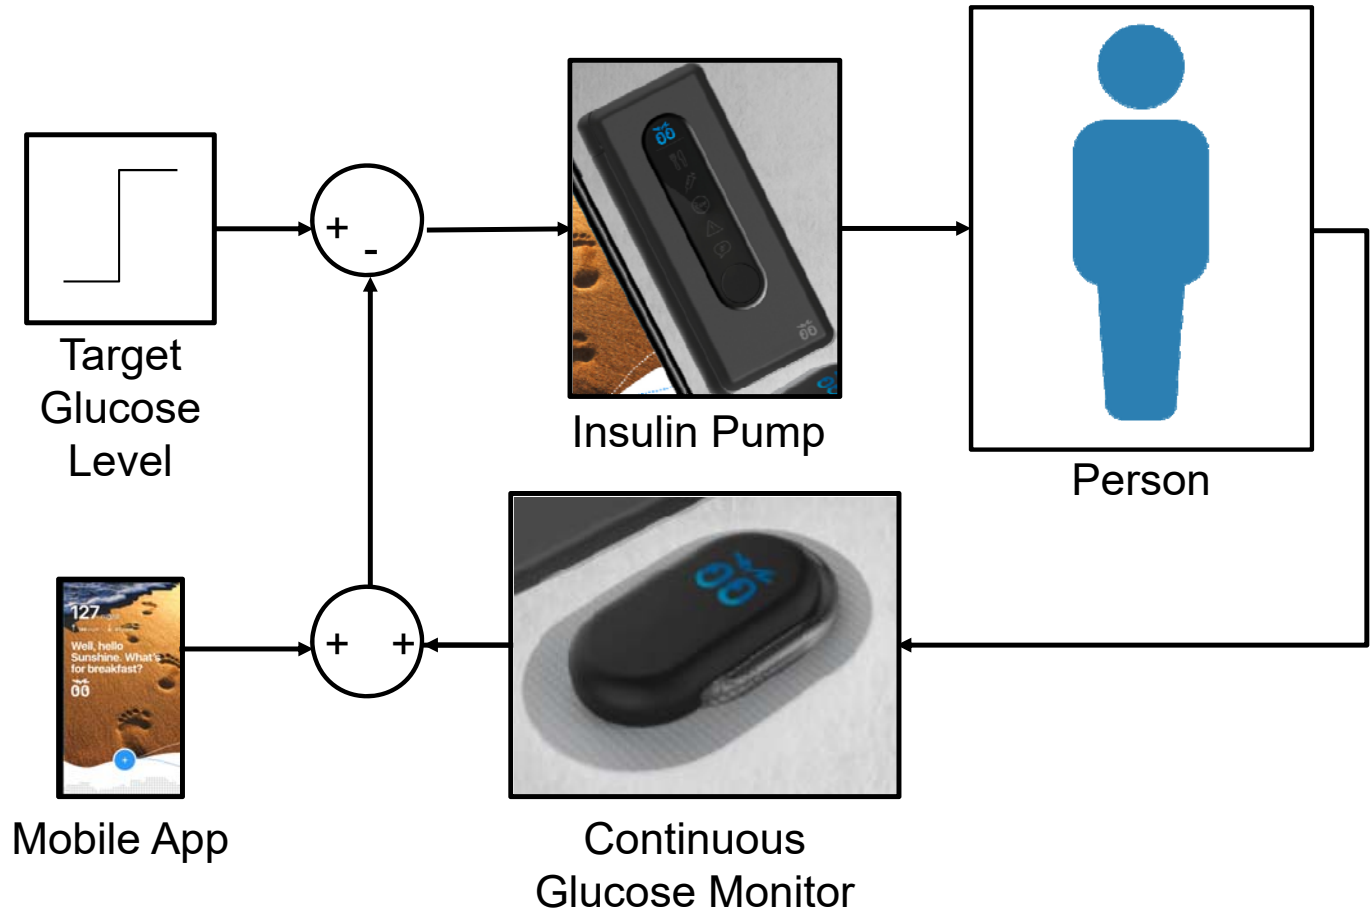 +
-
Target
Glucose
Level
Insulin Pump
Person
127
Well, hello
Sunshine. What's
for breakfast?
+
+
+
Mobile App
Continuous
Glucose Monitor